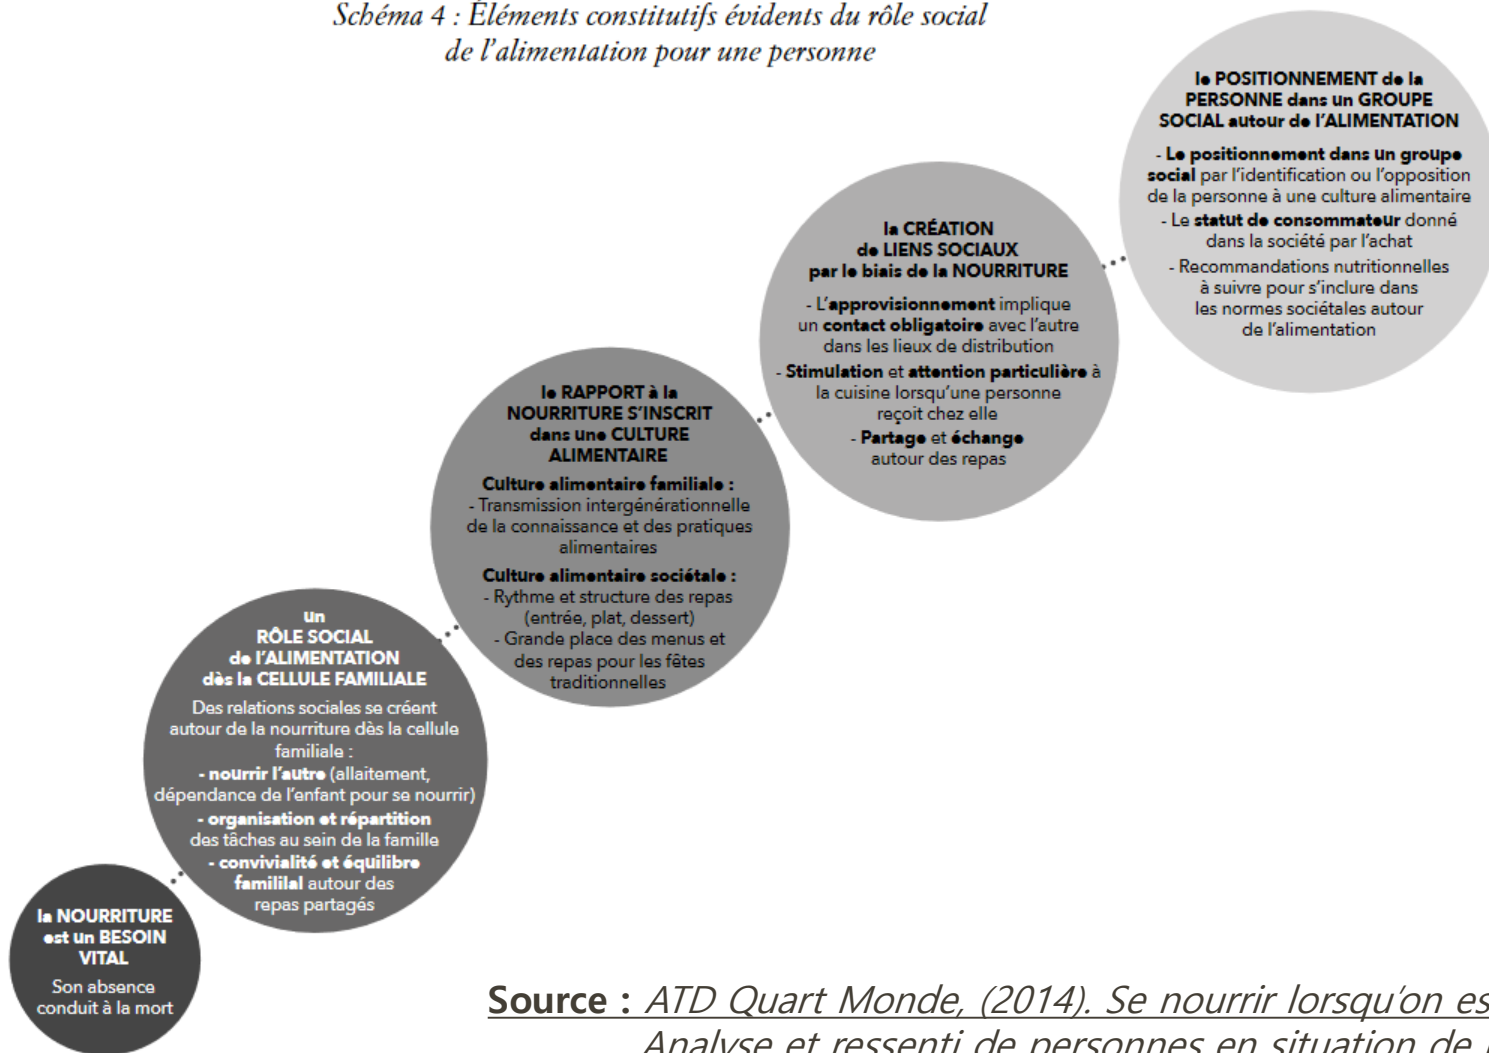 Schéma 4 : Éléments constitutifs évidents du rôle social
de l'alimentation pour une personne
le POSITIONNEMENT de la
PERSONNE dans un GROUPE
SOCIAL autour de l'ALIMENTATION
- Le positionnement dans un groupe
social par l'identification ou l'opposition
de la personne à une culture alimentaire
- Le statut de consommateur donné
dans la société par l'achat
- Recommandations nutritionnelles
à suivre pour s'inclure dans
les normes sociétales autour
de l'alimentation
la CRÉATION
de LIENS SOCIAUX
par le biais de la NOURRITURE
- L'approvisionnement implique
un contact obligatoire avec l'autre
dans les lieux de distribution
- Stimulation et attention particulière à
la cuisine lorsqu'une personne
reçoit chez elle
- Partage et échange
autour des repas
le RAPPORT à la
NOURRITURE S'INSCRIT
dans une CULTURE
ALIMENTAIRE
Culture alimentaire familiale :
- Transmission intergénérationnelle
de la connaissance et des pratiques
alimentaires
Culture alimentaire sociétale :
- Rythme et structure des repas
(entrée, plat, dessert)
- Grande place des menus et
des repas pour les fêtes
traditionnelles
un
RÔLE SOCIAL
de l'ALIMENTATION
dès la CELLULE FAMILIALE
Des relations sociales se créent
autour de la nourriture dès la cellule
familiale :
- nourrir l'autre (allaitement,
dépendance de l'enfant pour se nourrir)
- organisation et répartition
des tâches au sein de la famille
- convivialité et équilibre
famililal autour des
repas partagés
la NOURRITURE
est un BESOIN
VITAL
Son absence
conduit à la mort
Source : ATD Quart Monde, (2014). Se nourrir lorsqu'on es
Analyse et ressenti de personnes en situation de